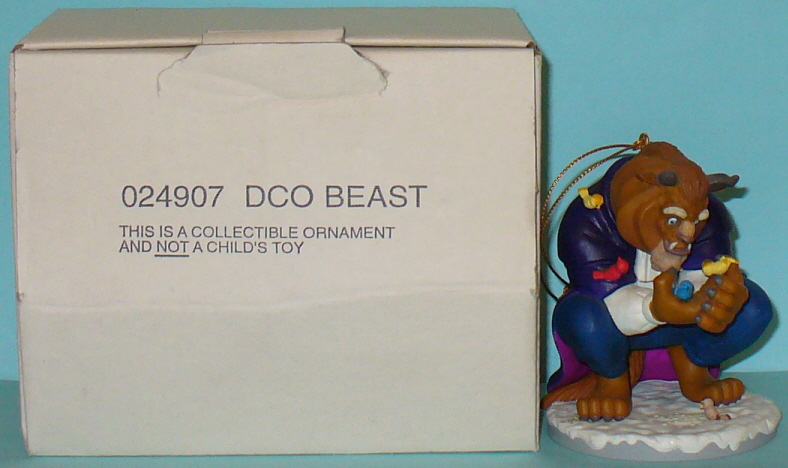 024907 DCO BEAST
THIS IS A COLLECTIBLE ORNAMENT
AND NOT A CHILD'S TOY